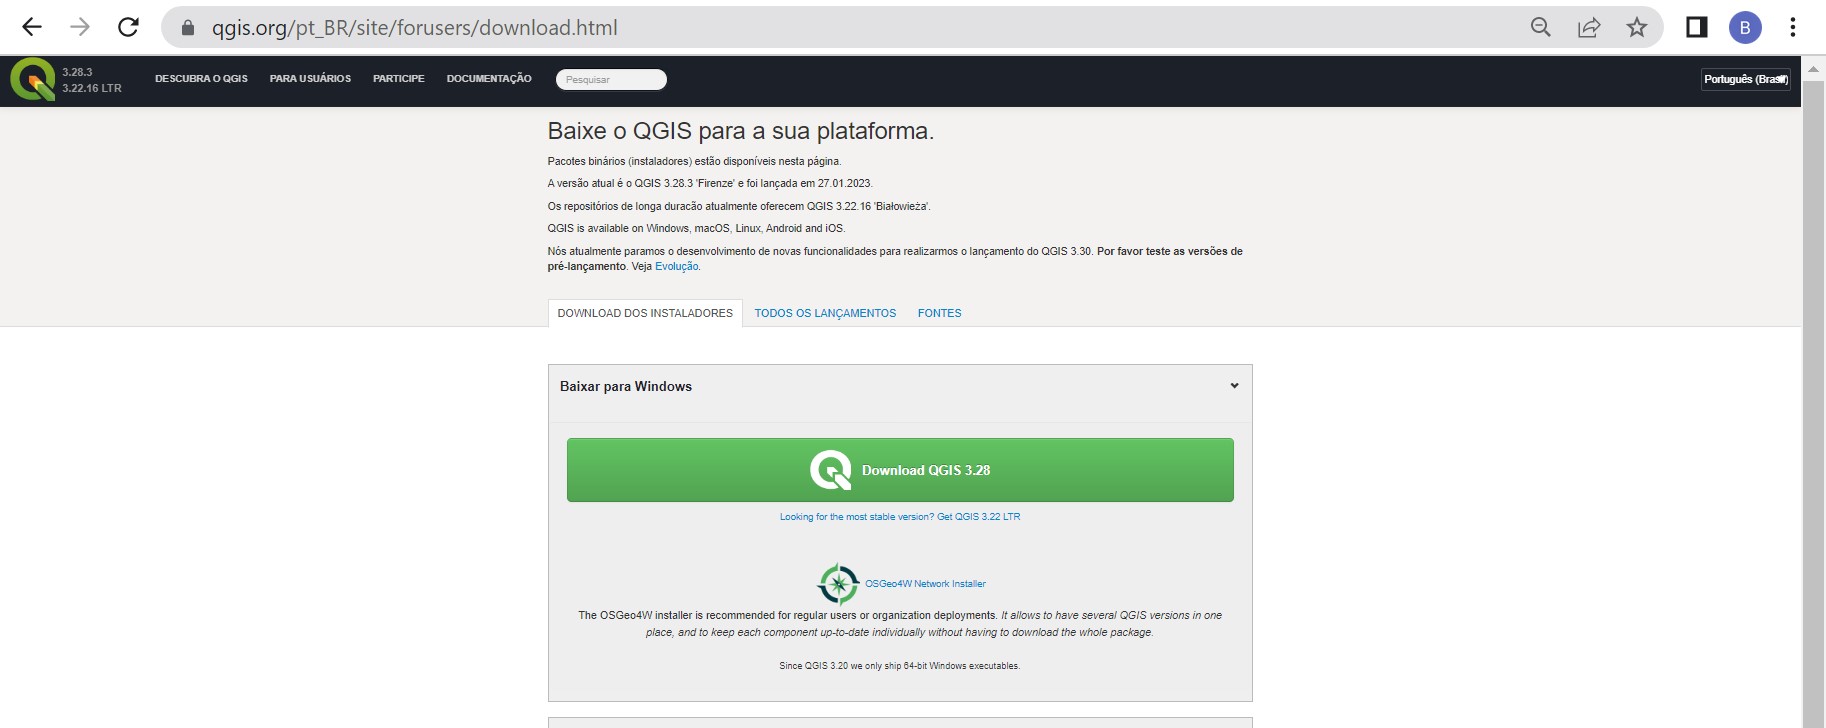 qgis.org/pt_BR/site/forusers/download.html
B
3.28.3
3.22.16 LTR
DESCUBRA O QGIS
PARA USUÁRIOS
PARTICIPE
DOCUMENTAÇÃO
Pesquisar
Português (Brasil)
Baixe o QGIS para a sua plataforma.
Pacotes binários (instaladores) estão disponíveis nesta página.
A versão atual é o QGIS 3.28.3 'Firenze' e foi lançada em 27.01.2023.
Os repositórios de longa duracão atualmente oferecem QGIS 3.22.16 'Białowieża'.
QGIS is available on Windows, macOS, Linux, Android and iOS.
Nós atualmente paramos o desenvolvimento de novas funcionalidades para realizarmos o lançamento do QGIS 3.30. Por favor teste as versões de
pré-lançamento. Veja Evolução.
DOWNLOAD DOS INSTALADORES
TODOS OS LANÇAMENTOS
FONTES
Baixar para Windows
Download QGIS 3.28
Looking for the most stable version? Get QGIS 3.22 LTR
OSGeo4W Network Installer
The OSGeo4W installer is recommended for regular users or organization deployments. It allows to have several QGIS versions in one
place, and to keep each component up-to-date individually without having to download the whole package.
Since QGIS 3.20 we only ship 64-bit Windows executables.